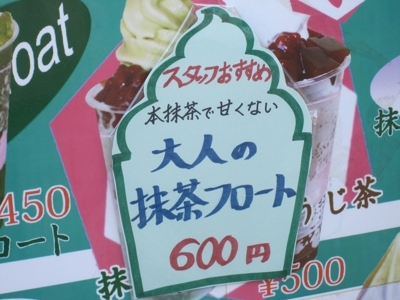 oat
スタッフおすすめ
本抹茶で甘くない
大人の
抹茶フロート
600円
450
ロート
抹
うじ茶
¥500
抹